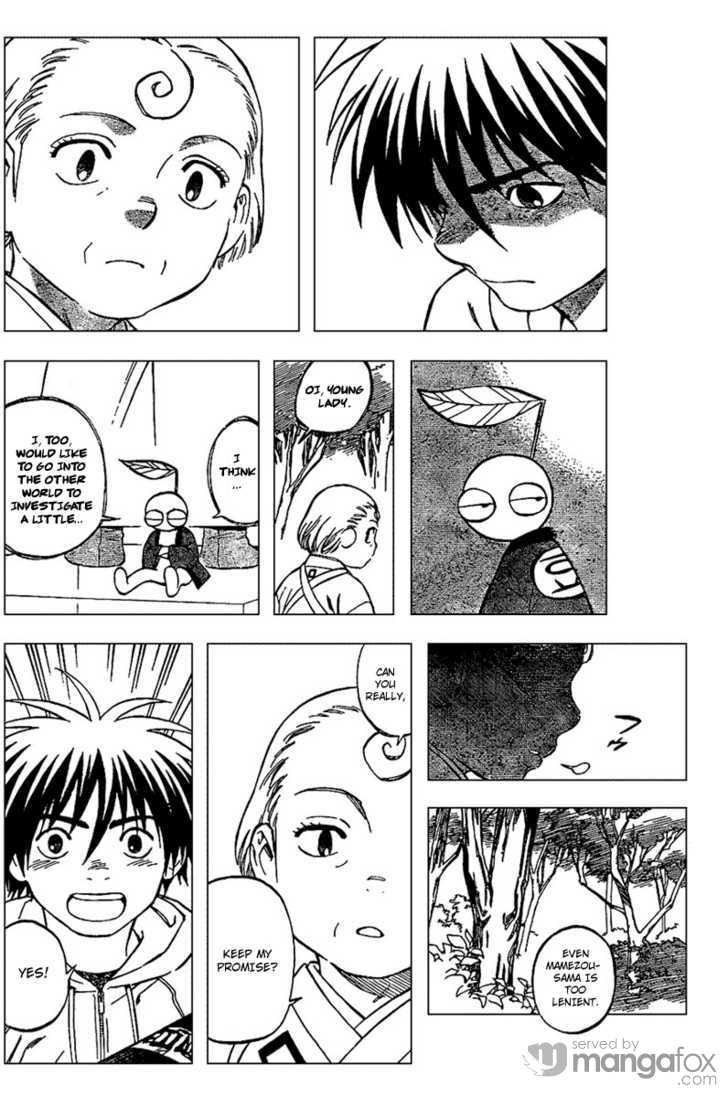 OI, YOUNG
LADY.
I
THINK
...
I, TOO,
WOULD LIKE
TO GO INTO
THE OTHER
WORLD TO
INVESTIGATE
A LITTLE...
EVEN
MAMEZOU-
SAMA IS
TOO
LENIENT.
CAN
YOU
REALLY,
KEEP MY
PROMISE?
YES!
served by
mangafox
.com